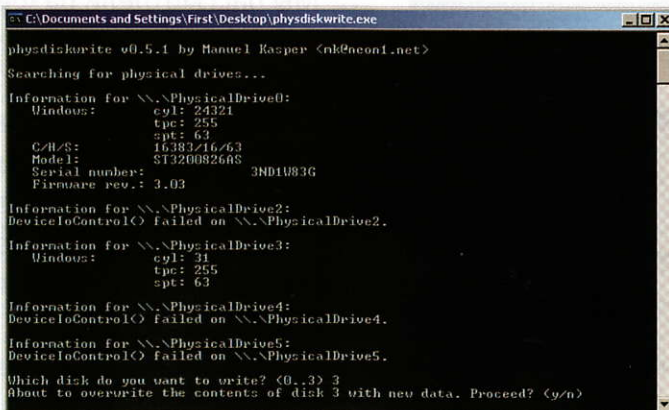 C:\Documents and Settings\First\Desktop\physdiskwrite.exe
physdiskwrite v0.5.1 by Manuel Kasper <mk@neon1.net>
Searching for physical drives...
Information for \\.\PhysicalDrive0:
Windows: cyl: 24321
tpc: 255
spt: 63
C/H/S: 16383/16/63
Model: ST3200826AS
Serial number: 3ND1W83G
Firmware rev.: 3.03
Information for \\.\PhysicalDrive2:
DeviceIoControl() failed on \\.\PhysicalDrive2.
Information for \\.\PhysicalDrive3:
Windows: cyl: 31
tpc: 255
spt: 63
Information for \\.\PhysicalDrive4:
DeviceIoControl() failed on \\.\PhysicalDrive4.
Information for \\.\PhysicalDrive5:
DeviceIoControl() failed on \\.\PhysicalDrive5.
Which disk do you want to write? (0..3) 3
About to overwrite the contents of disk 3 with new data. Proceed? (y/n)